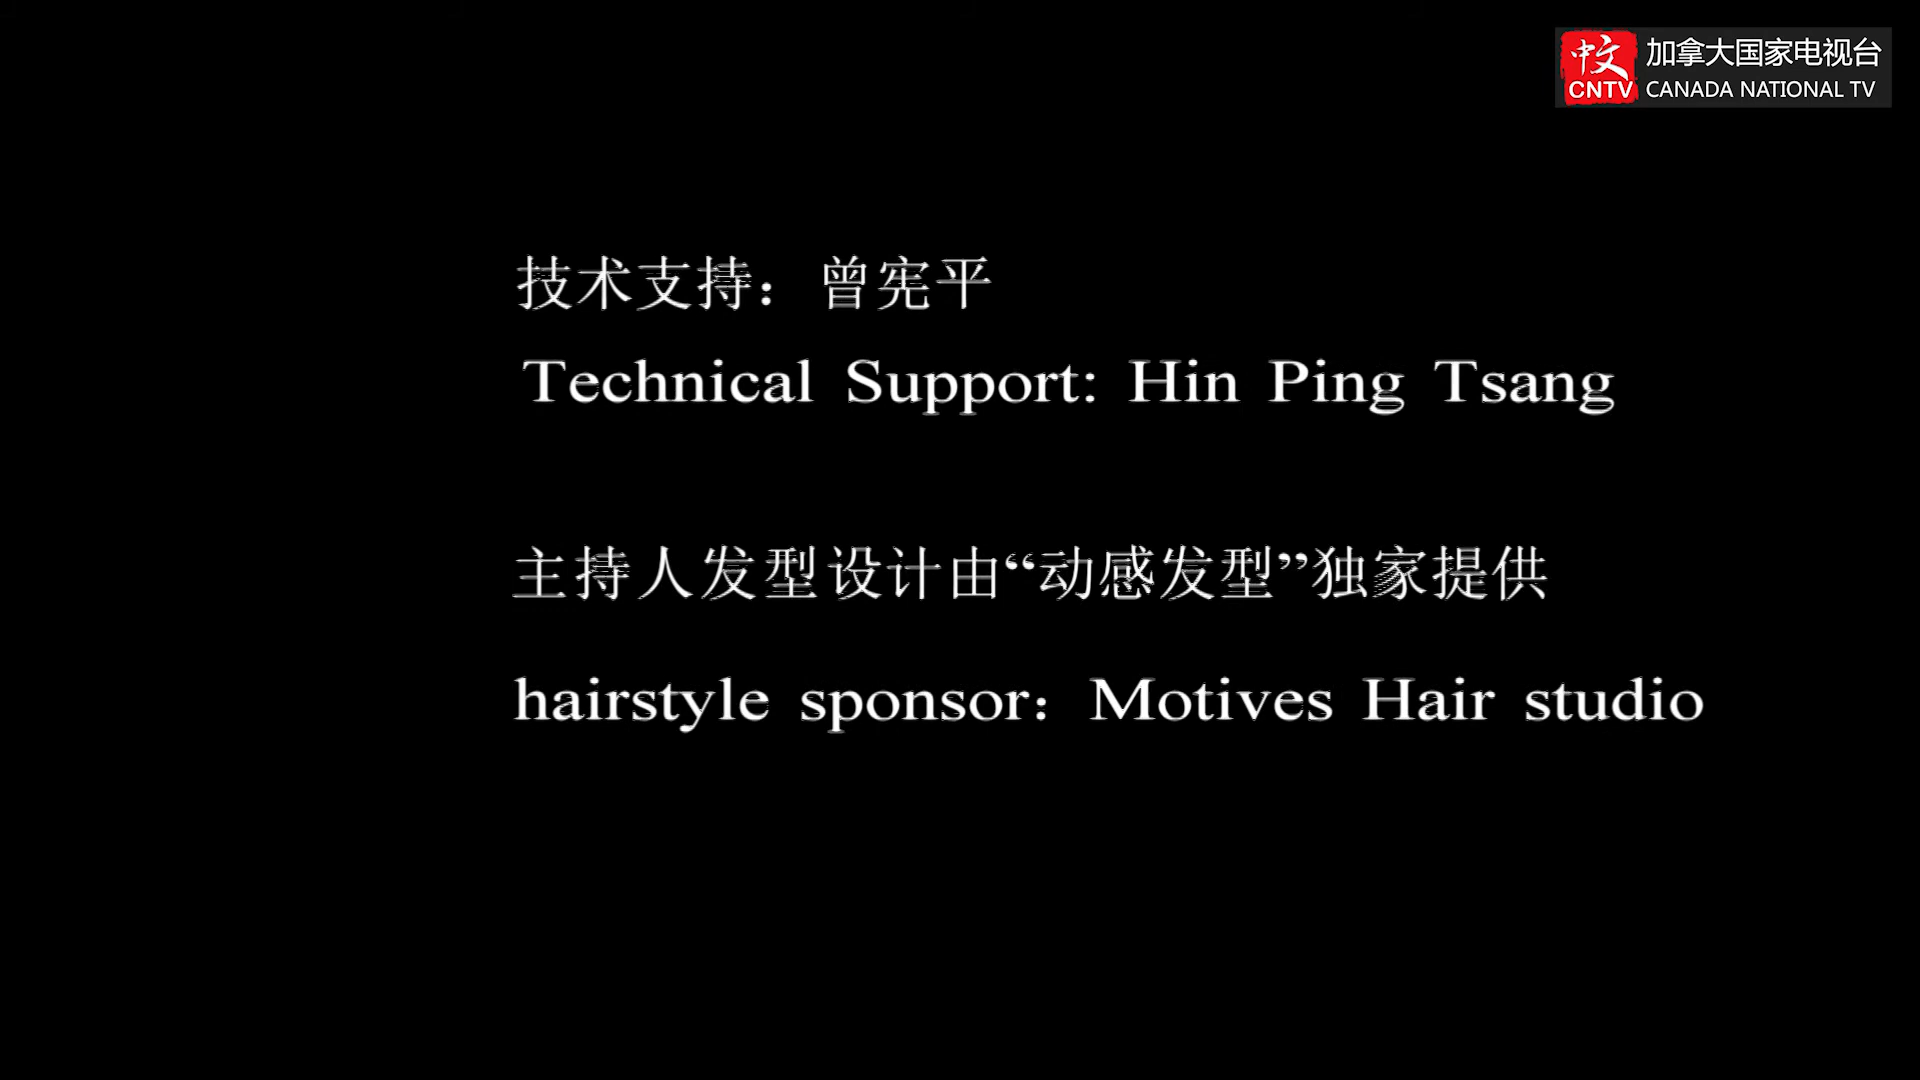 中文
CNTV
加拿大国家电视台
CANADA NATIONAL TV
技术支持：曾宪平
Technical Support: Hin Ping Tsang
主持人发型设计由“动感发型”独家提供
hairstyle sponsor：Motives Hair studio